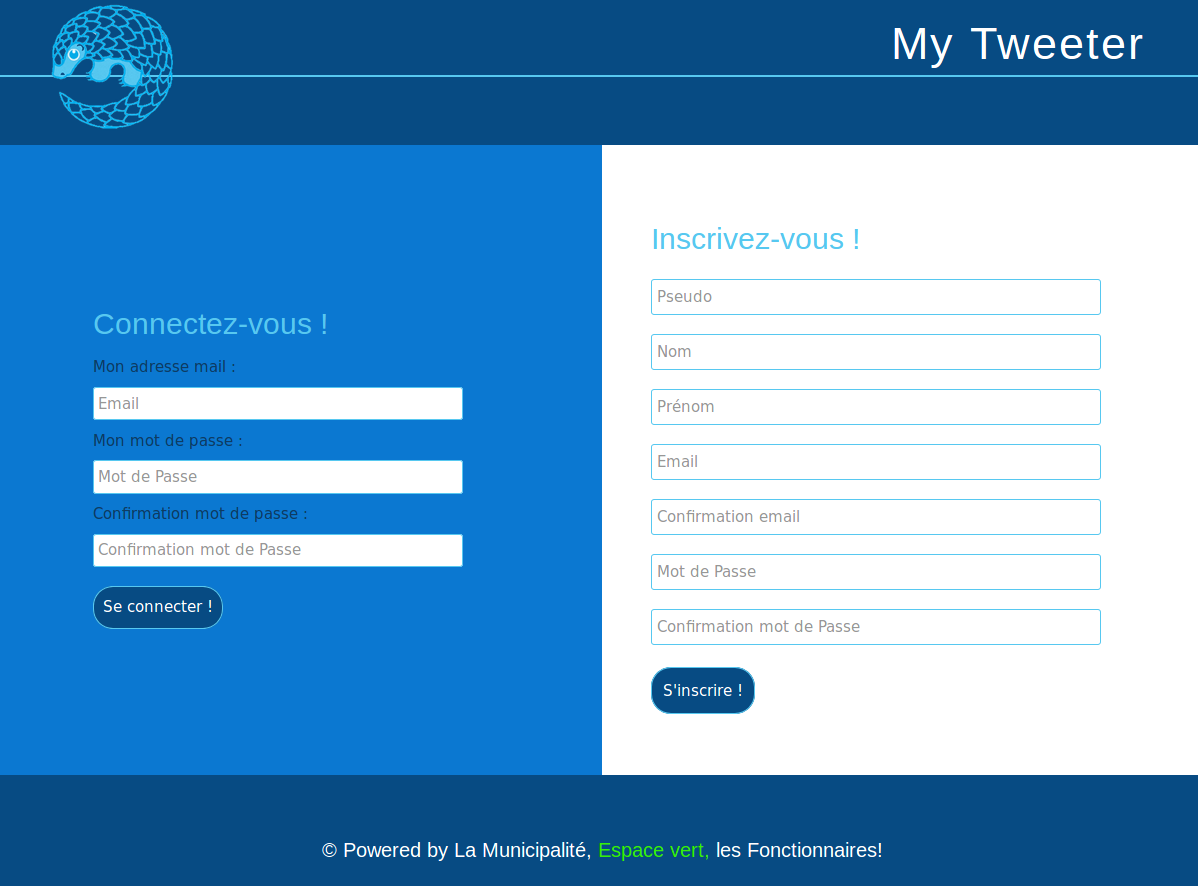 My Tweeter
Connectez-vous !
Mon adresse mail :
Email
Mon mot de passe :
Mot de Passe
Confirmation mot de passe :
Confirmation mot de Passe
Se connecter !
Inscrivez-vous !
Pseudo
Nom
Prénom
Email
Confirmation email
Mot de Passe
Confirmation mot de Passe
S'inscrire !
© Powered by La Municipalité, Espace vert, les Fonctionnaires!